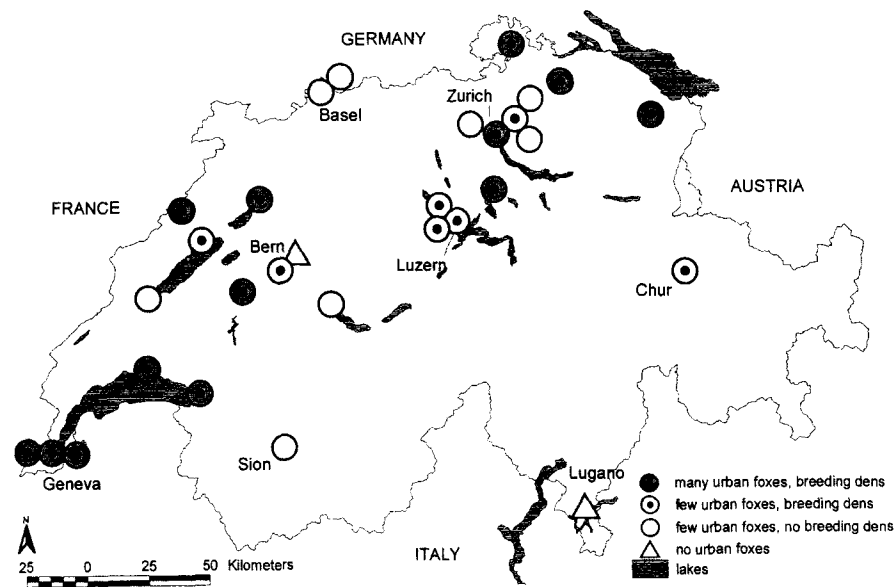 GERMANY
Zurich
Basel
FRANCE
AUSTRIA
Bern
Luzern
Chur
Sion
Geneva
Lugano
ITALY
many urban foxes, breeding dens
few urban foxes, breeding dens
few urban foxes, no breeding dens
no urban foxes
lakes
N
25 0 25 50 Kilometers